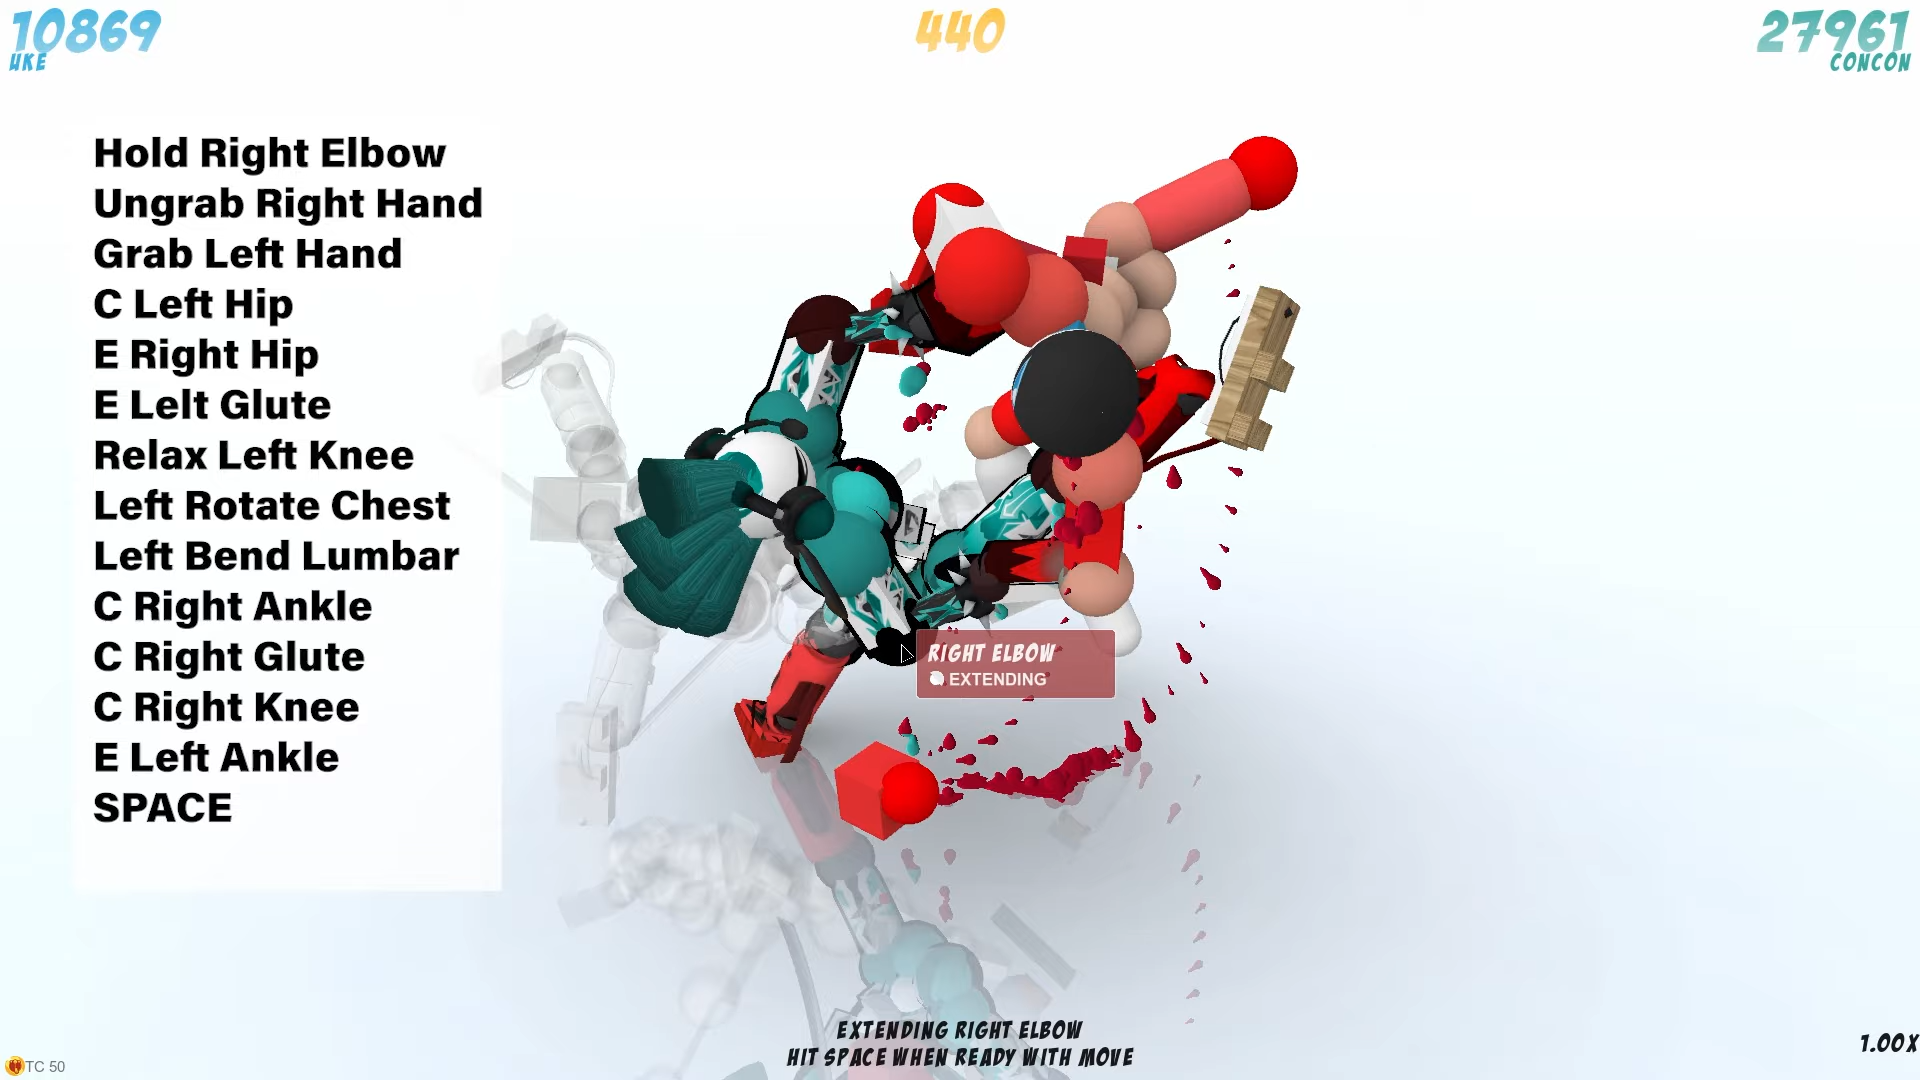 10869
UKE
440
27961
CONCON
Hold Right Elbow
Ungrab Right Hand
Grab Left Hand
C Left Hip
E Right Hip
E Lelt Glute
Relax Left Knee
Left Rotate Chest
Left Bend Lumbar
C Right Ankle
C Right Glute
C Right Knee
E Left Ankle
SPACE
RIGHT ELBOW
EXTENDING
EXTENDING RIGHT ELBOW
HIT SPACE WHEN READY WITH MOVE
1.00X
TC 50